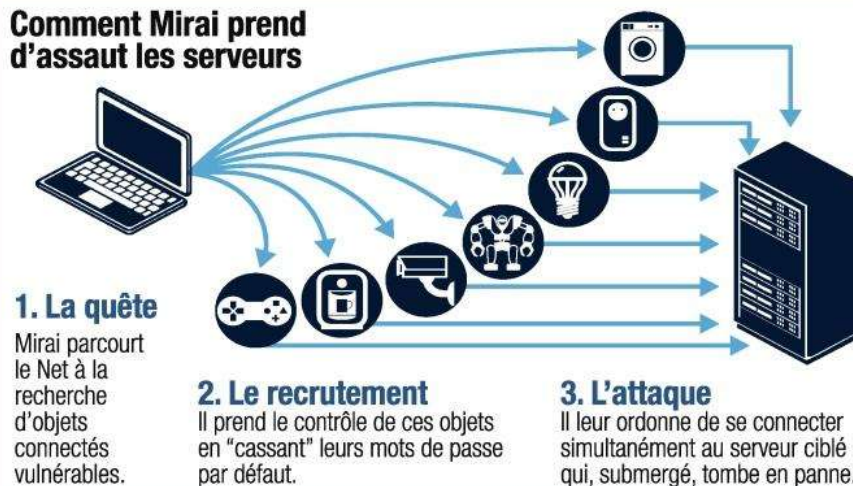 Comment Mirai prend
d’assaut les serveurs
1. La quête
Mirai parcourt
le Net à la
recherche
d’objets
connectés
vulnérables.
2. Le recrutement
Il prend le contrôle de ces objets
en “cassant” leurs mots de passe
par défaut.
3. L’attaque
Il leur ordonne de se connecter
simultanément au serveur ciblé
qui, submergé, tombe en panne.